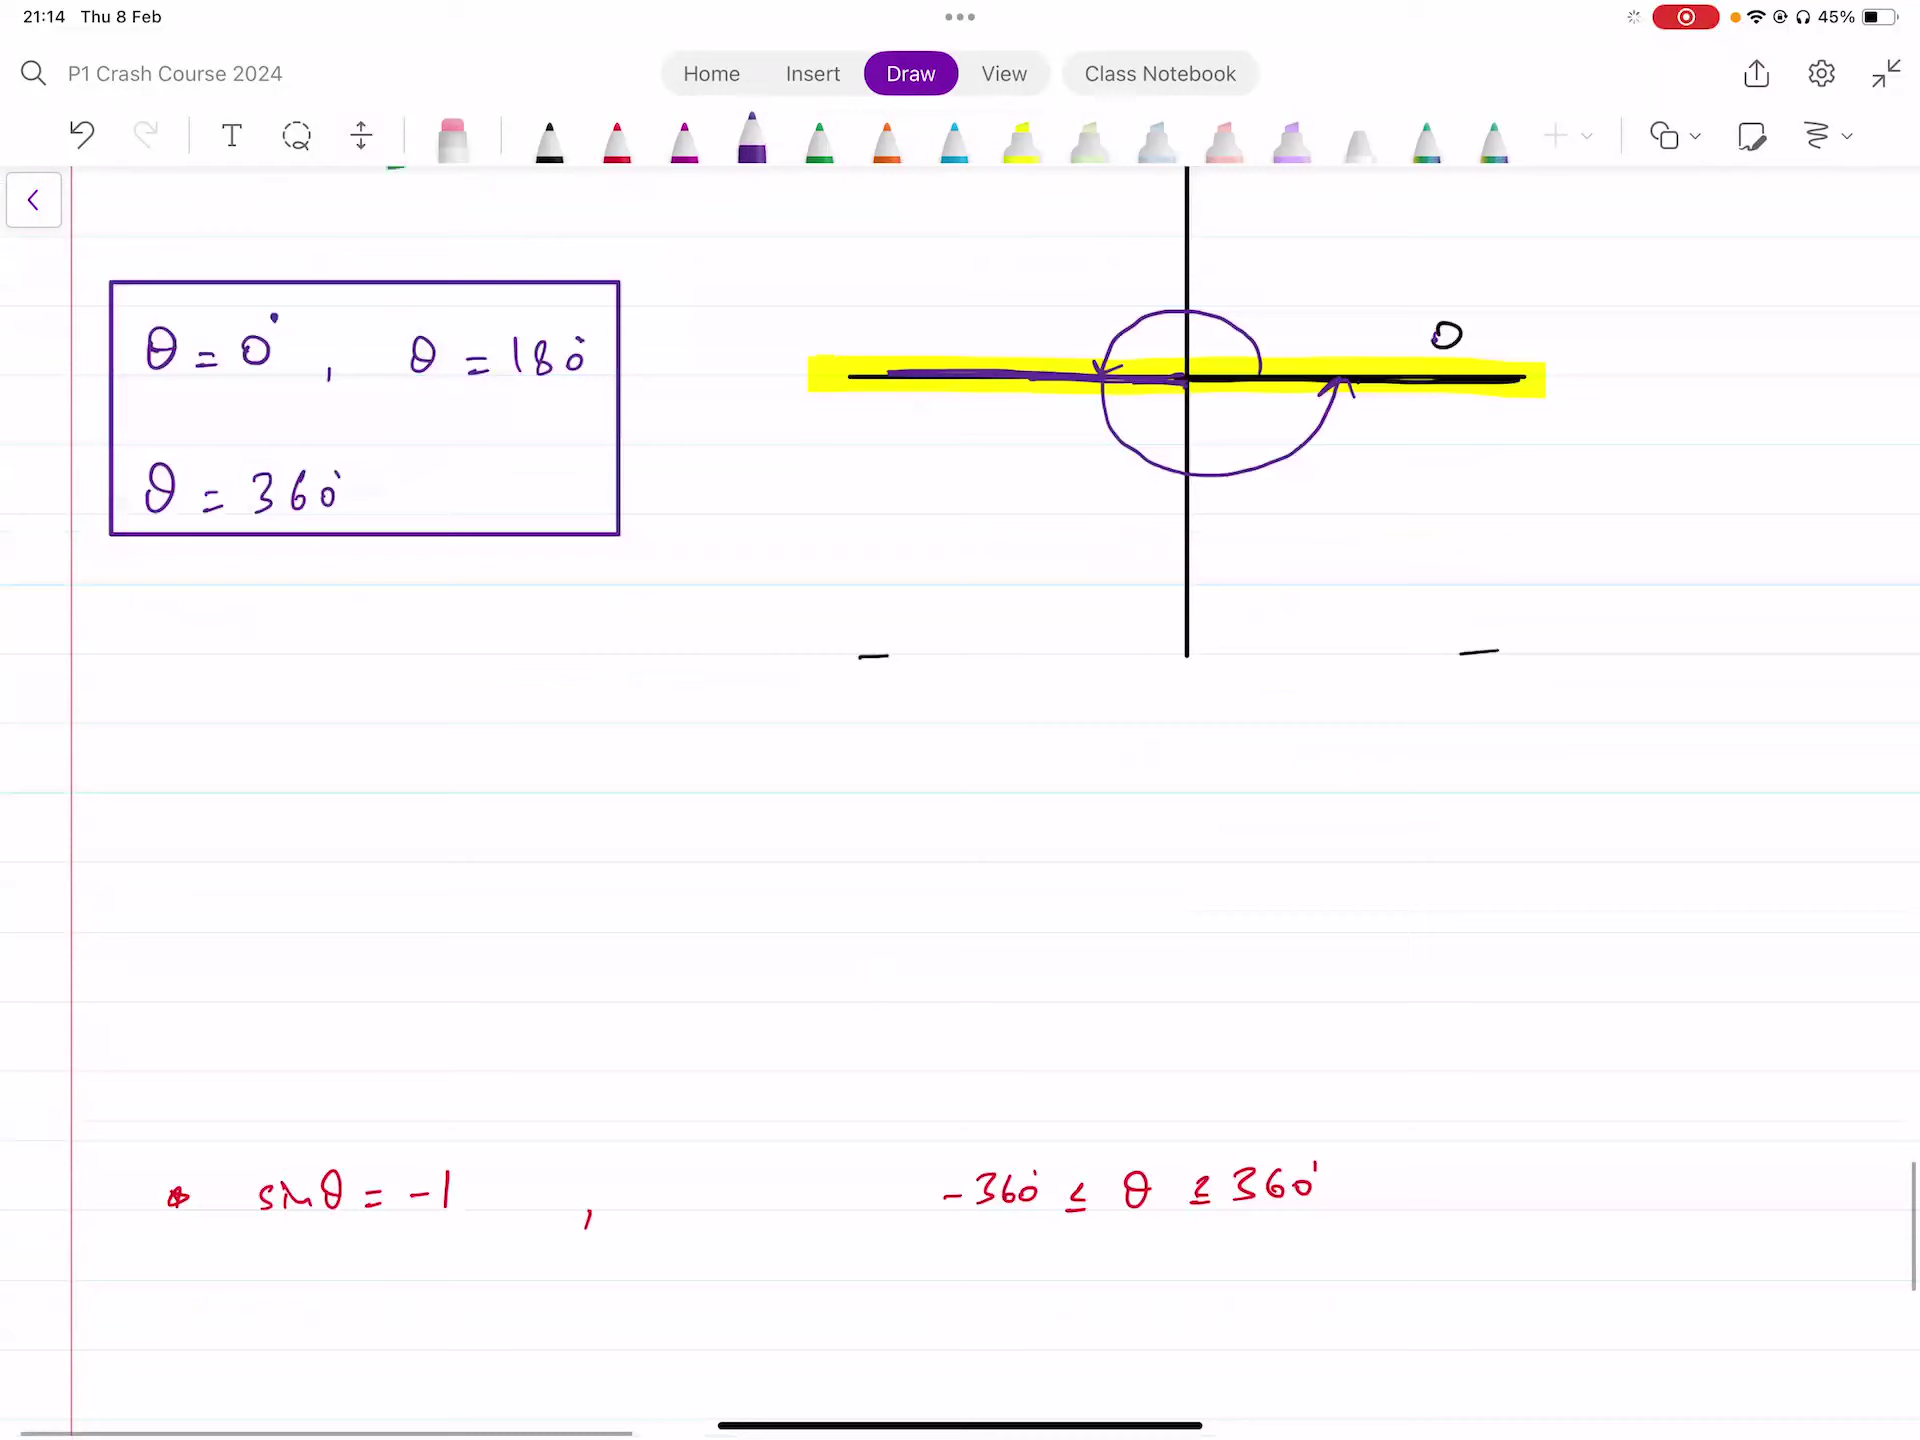 21:14 Thu 8 Feb 45%
P1 Crash Course 2024 Home Insert Draw View Class Notebook
T
0
θ = 0° , θ = 180°
θ = 360°
− −
* sinθ = -1 , -360° ≤ θ ≤ 360°